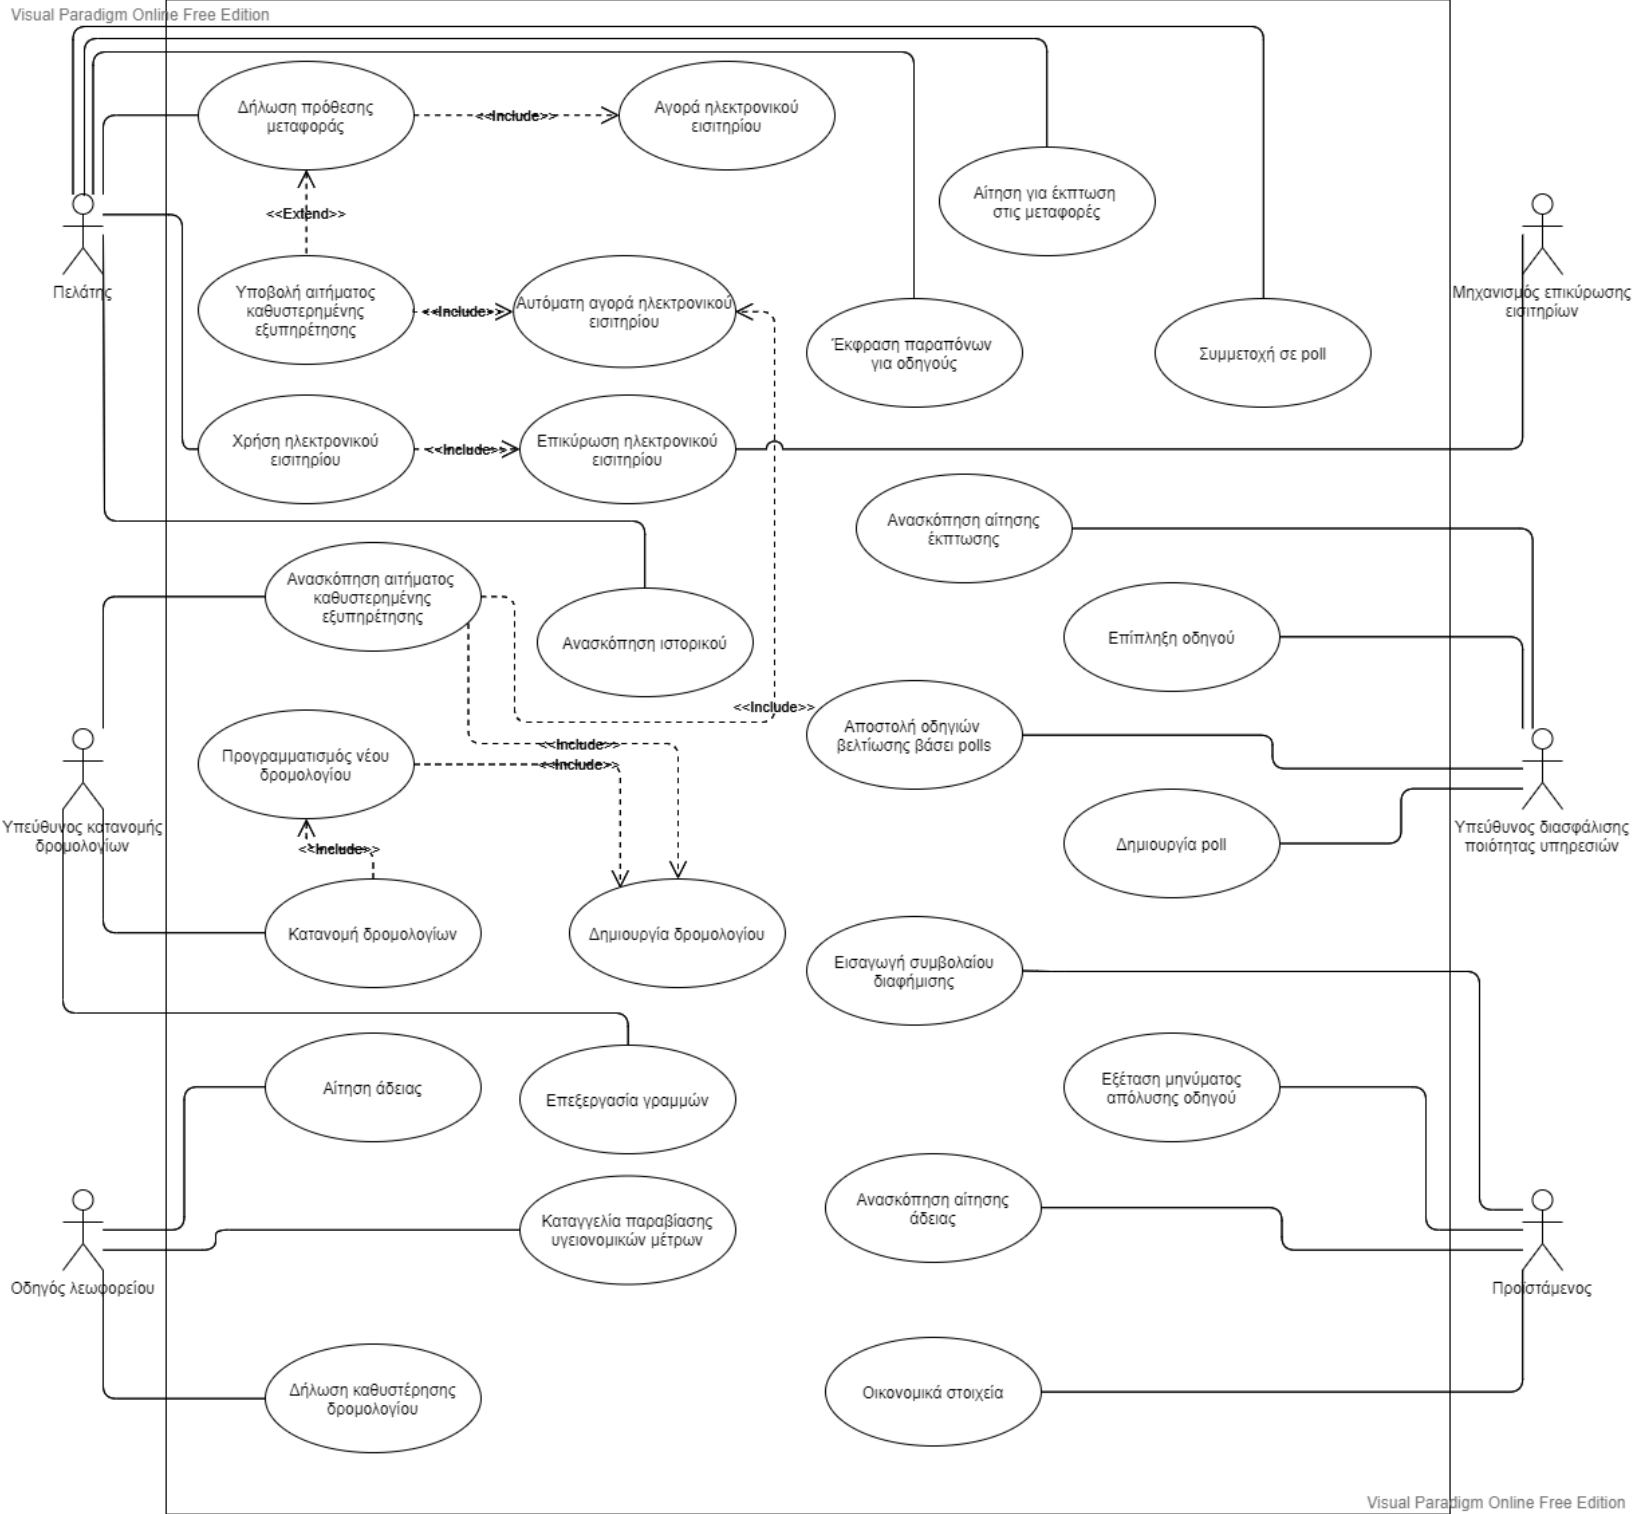 Visual Paradigm Online Free Edition
Δήλωση πρόθεσης
μεταφοράς
<<Include>>
Αγορά ηλεκτρονικού
εισιτηρίου
Αίτηση για έκπτωση
στις μεταφορές
<<Extend>>
Πελάτης
Μηχανισμός επικύρωσης
εισιτηρίων
Υποβολή αιτήματος
καθυστερημένης
εξυπηρέτησης
<<Include>>
Αυτόματη αγορά ηλεκτρονικού
εισιτηρίου
Έκφραση παραπόνων
για οδηγούς
Συμμετοχή σε poll
Χρήση ηλεκτρονικού
εισιτηρίου
<<Include>>
Επικύρωση ηλεκτρονικού
εισιτηρίου
Ανασκόπηση αίτησης
έκπτωσης
Ανασκόπηση αιτήματος
καθυστερημένης
εξυπηρέτησης
Ανασκόπηση ιστορικού
Επίπληξη οδηγού
<<Include>>
Αποστολή οδηγιών
βελτίωσης βάσει polls
<<Include>>
<<Include>>
Προγραμματισμός νέου
δρομολογίου
Υπεύθυνος κατανομής
δρομολογίων
Υπεύθυνος διασφάλισης
ποιότητας υπηρεσιών
<<Include>>
Δημιουργία poll
Κατανομή δρομολογίων
Δημιουργία δρομολογίου
Εισαγωγή συμβολαίου
διαφήμισης
Αίτηση άδειας
Επεξεργασία γραμμών
Εξέταση μηνύματος
απόλυσης οδηγού
Ανασκόπηση αίτησης
άδειας
Καταγγελία παραβίασης
υγειονομικών μέτρων
Οδηγός λεωφορείου
Προϊστάμενος
Δήλωση καθυστέρησης
δρομολογίου
Οικονομικά στοιχεία
Visual Paradigm Online Free Edition